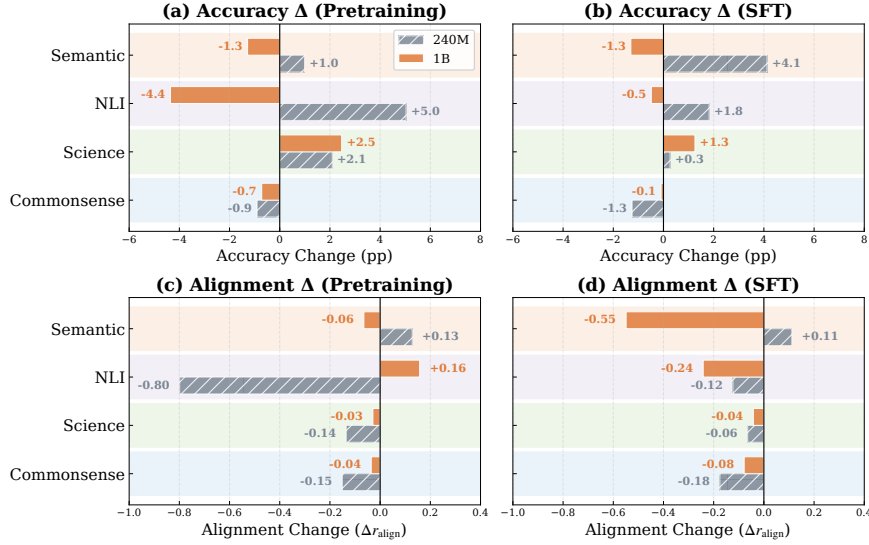 (a) Accuracy Δ (Pretraining)
240M
1B
Semantic
-1.3
+1.0
NLI
-4.4
+5.0
Science
+2.5
+2.1
Commonsense
-0.7
-0.9
−6 −4 −2 0 2 4 6 8
Accuracy Change (pp)
(b) Accuracy Δ (SFT)
-1.3
+4.1
-0.5
+1.8
+1.3
+0.3
-0.1
-1.3
−6 −4 −2 0 2 4 6 8
Accuracy Change (pp)
(c) Alignment Δ (Pretraining)
Semantic
-0.06
+0.13
NLI
+0.16
-0.80
Science
-0.03
-0.14
Commonsense
-0.04
-0.15
−1.0 −0.8 −0.6 −0.4 −0.2 0.0 0.2 0.4
Alignment Change (Δr_align)
(d) Alignment Δ (SFT)
-0.55
+0.11
-0.24
-0.12
-0.04
-0.06
-0.08
-0.18
−1.0 −0.8 −0.6 −0.4 −0.2 0.0 0.2 0.4
Alignment Change (Δr_align)